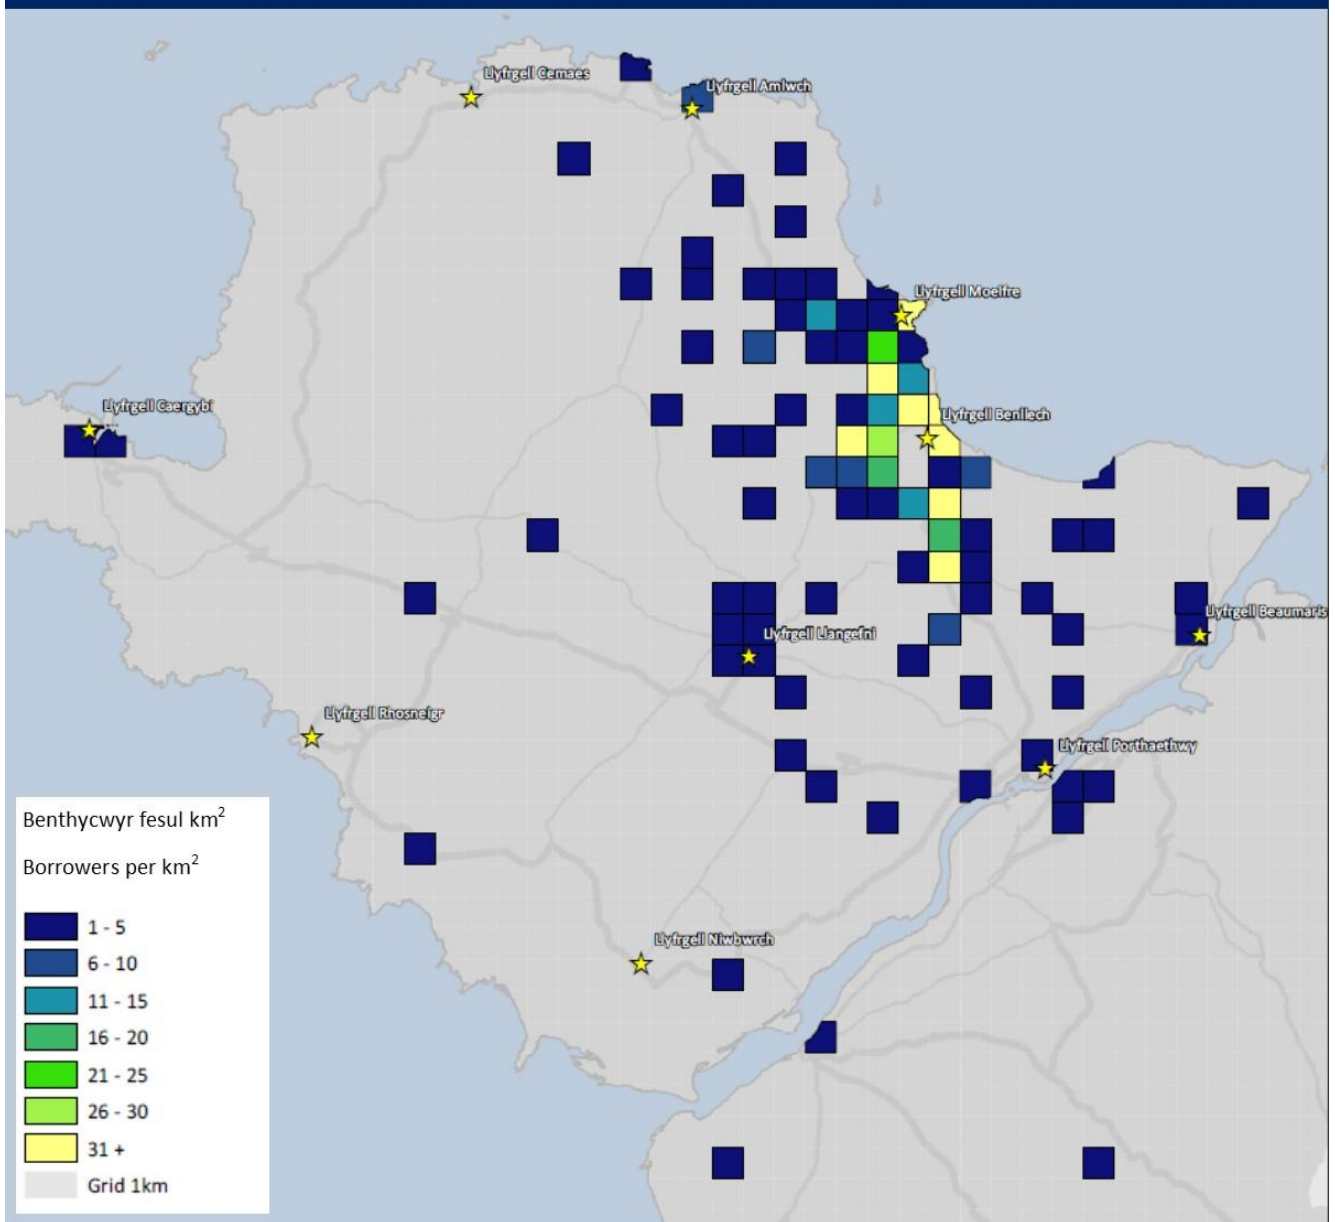 Llyfrgell Cemaes
Llyfrgell Amlwch
Llyfrgell Moelfre
Llyfrgell Caergybi
Llyfrgell Benllech
Llyfrgell Beaumaris
Llyfrgell Llangefni
Llyfrgell Rhosneigr
Llyfrgell Porthaethwy
Llyfrgell Niwbwrch
Benthycwyr fesul km²
Borrowers per km²
1 - 5
6 - 10
11 - 15
16 - 20
21 - 25
26 - 30
31 +
Grid 1km